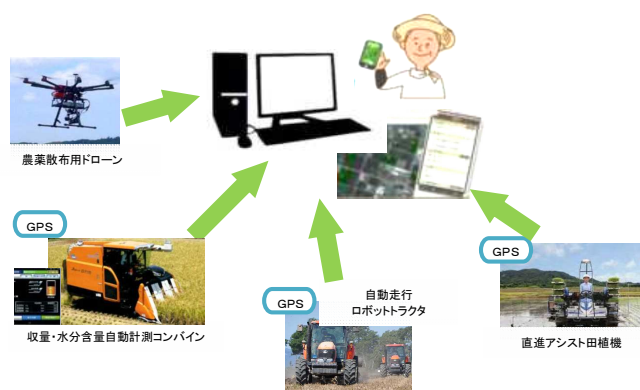 農薬散布用ドローン
GPS
収量・水分含量自動計測コンバイン
GPS
自動走行
ロボットトラクタ
GPS
直進アシスト田植機